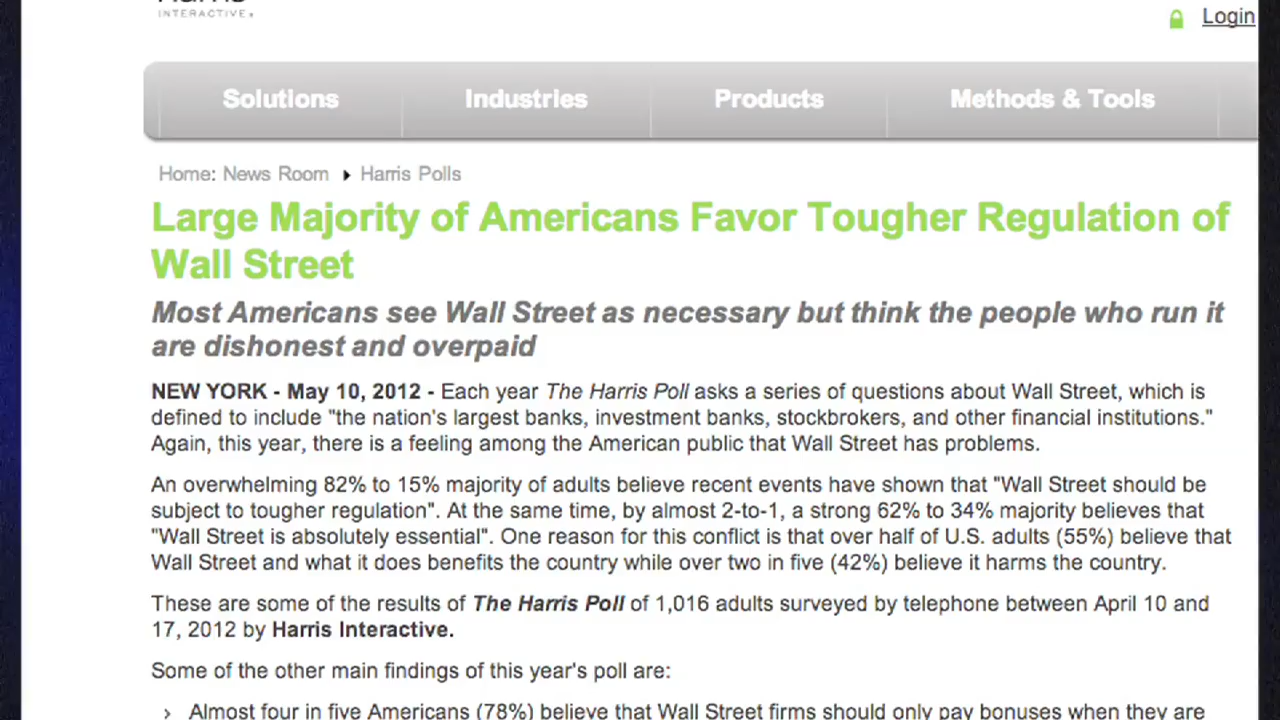 INTERACTIVE
Login
Solutions Industries Products Methods & Tools
Home: News Room Harris Polls
Large Majority of Americans Favor Tougher Regulation of
Wall Street
Most Americans see Wall Street as necessary but think the people who run it
are dishonest and overpaid
NEW YORK - May 10, 2012 - Each year The Harris Poll asks a series of questions about Wall Street, which is
defined to include "the nation's largest banks, investment banks, stockbrokers, and other financial institutions."
Again, this year, there is a feeling among the American public that Wall Street has problems.
An overwhelming 82% to 15% majority of adults believe recent events have shown that "Wall Street should be
subject to tougher regulation". At the same time, by almost 2-to-1, a strong 62% to 34% majority believes that
"Wall Street is absolutely essential". One reason for this conflict is that over half of U.S. adults (55%) believe that
Wall Street and what it does benefits the country while over two in five (42%) believe it harms the country.
These are some of the results of The Harris Poll of 1,016 adults surveyed by telephone between April 10 and
17, 2012 by Harris Interactive.
Some of the other main findings of this year's poll are:
› Almost four in five Americans (78%) believe that Wall Street firms should only pay bonuses when they are